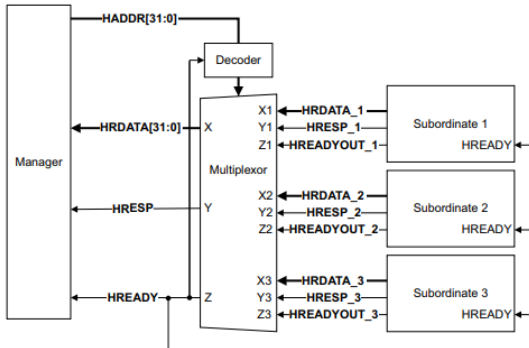 HADDR[31:0]
Decoder
Manager
HRDATA[31:0]
HRESP
HREADY
X
Y
Z
Multiplexor
X1
Y1
Z1
X2
Y2
Z2
X3
Y3
Z3
HRDATA_1
HRESP_1
HREADYOUT_1
HRDATA_2
HRESP_2
HREADYOUT_2
HRDATA_3
HRESP_3
HREADYOUT_3
Subordinate 1
HREADY
Subordinate 2
HREADY
Subordinate 3
HREADY